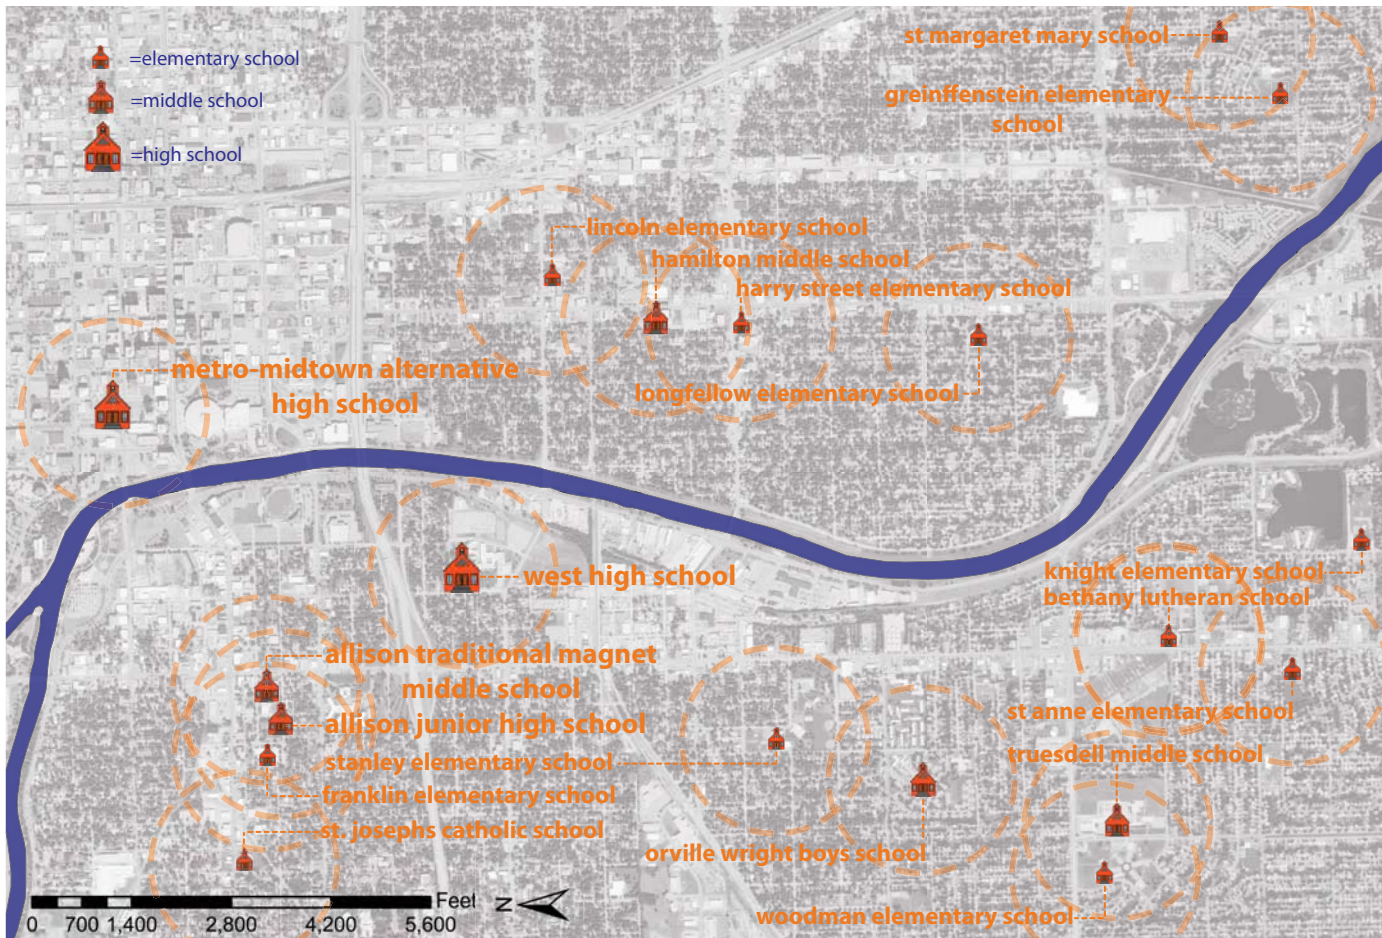 st margaret mary school
=elementary school
greinffenstein elementary
school
=middle school
=high school
lincoln elementary school
hamilton middle school
harry street elementary school
metro-midtown alternative
high school
longfellow elementary school
west high school
knight elementary school
bethany lutheran school
allison traditional magnet
middle school
allison junior high school
st anne elementary school
stanley elementary school
truesdell middle school
franklin elementary school
st. josephs catholic school
orville wright boys school
woodman elementary school
Feet
N
0 700 1,400 2,800 4,200 5,600